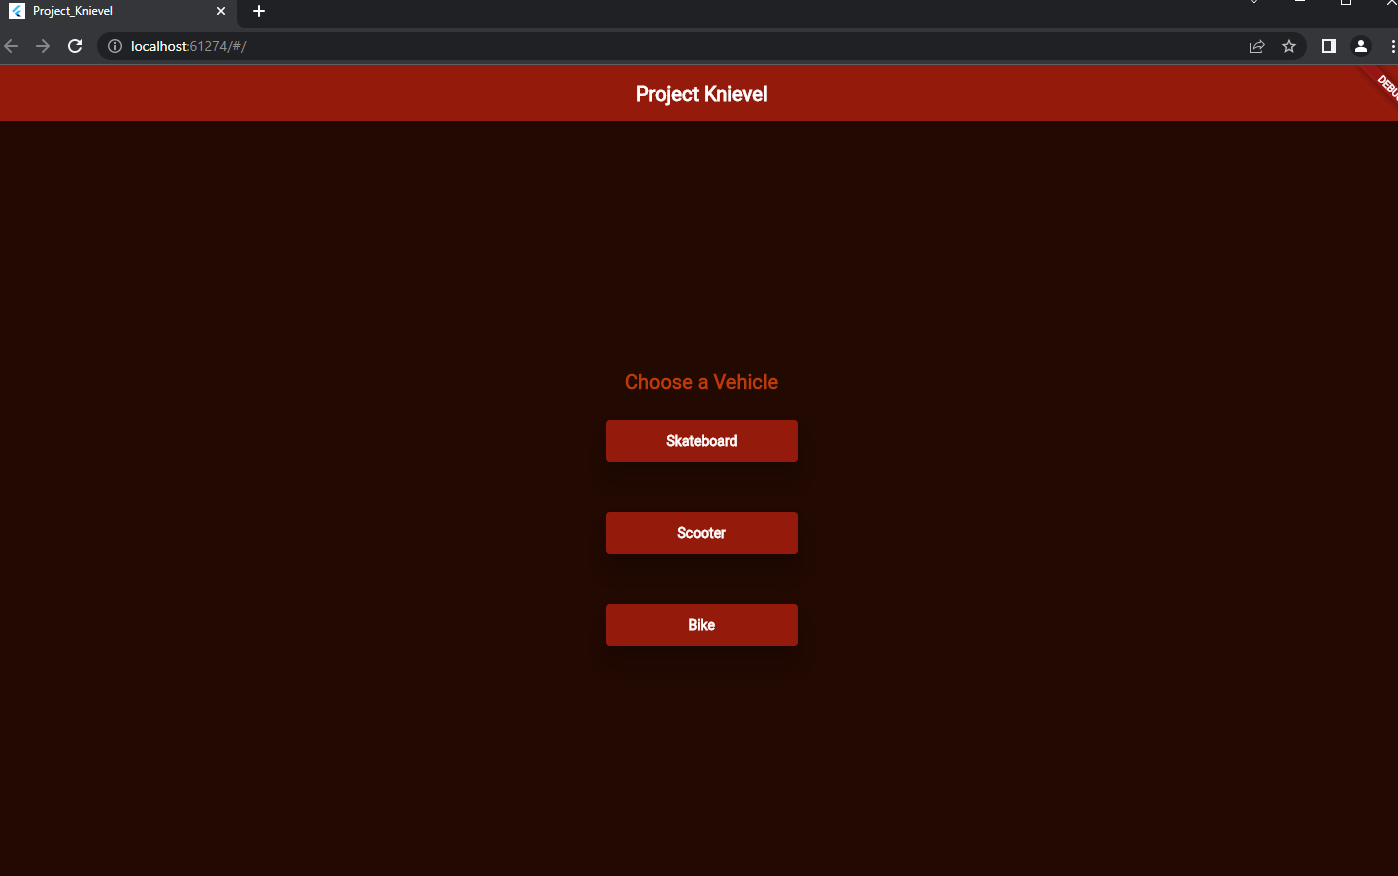 Project_Knievel
localhost:61274/#/
Project Knievel
Choose a Vehicle
Skateboard
Scooter
Bike